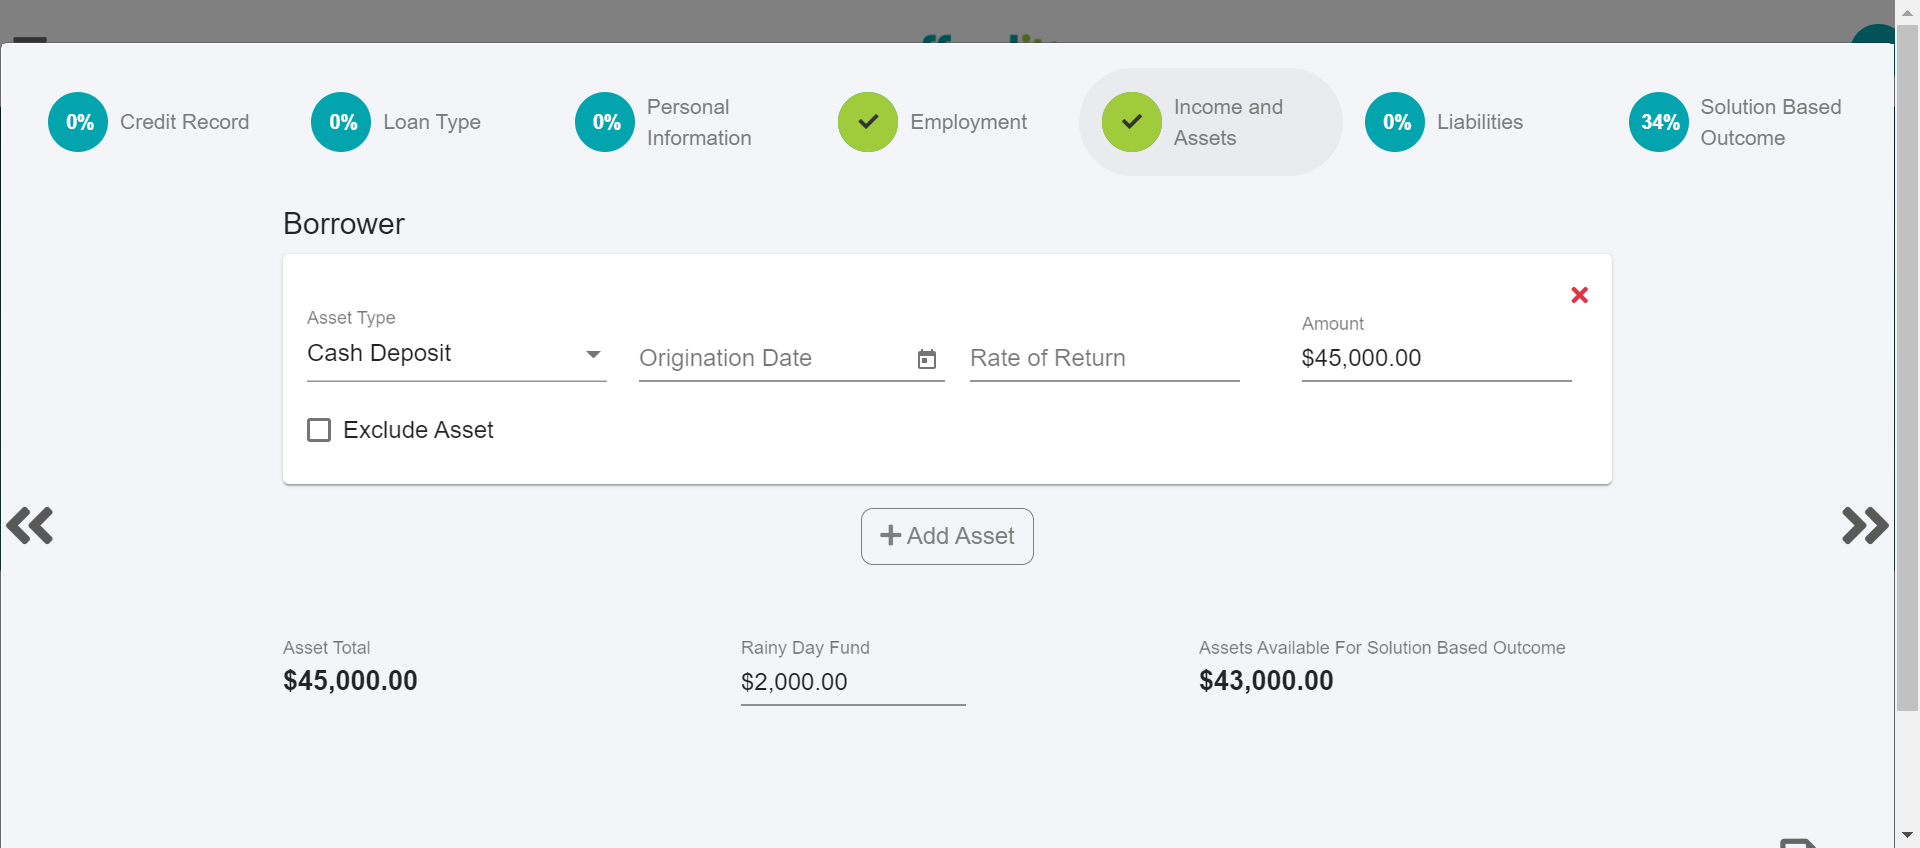 0% Credit Record
0% Loan Type
0% Personal Information
Employment
Income and Assets
0% Liabilities
34% Solution Based Outcome
Borrower
Asset Type
Cash Deposit
Origination Date
Rate of Return
Amount
$45,000.00
Exclude Asset
Add Asset
Asset Total
$45,000.00
Rainy Day Fund
$2,000.00
Assets Available For Solution Based Outcome
$43,000.00